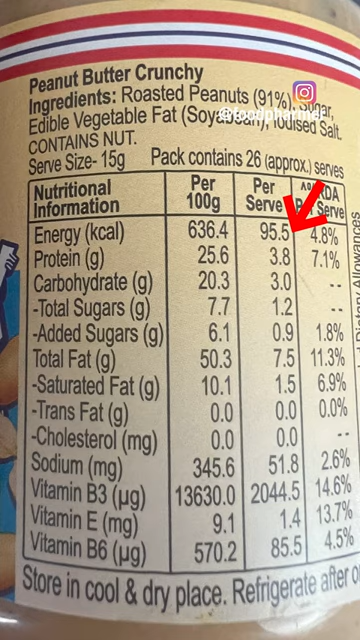 Peanut Butter Crunchy
Ingredients: Roasted Peanuts (91%), Sugar,
@foodpharmer
Edible Vegetable Fat (Soyabean), Iodised Salt.
CONTAINS NUT.
Serve Size- 15g Pack contains 26 (approx.) serves
Nutritional Information Per 100g Per Serve %RDA Per Serve
Energy (kcal) 636.4 95.5 4.8%
Protein (g) 25.6 3.8 7.1%
Carbohydrate (g) 20.3 3.0 --
-Total Sugars (g) 7.7 1.2 --
-Added Sugars (g) 6.1 0.9 1.8%
Total Fat (g) 50.3 7.5 11.3%
-Saturated Fat (g) 10.1 1.5 6.9%
-Trans Fat (g) 0.0 0.0 0.0%
-Cholesterol (mg) 0.0 0.0 --
Sodium (mg) 345.6 51.8 2.6%
Vitamin B3 (µg) 13630.0 2044.5 14.6%
Vitamin E (mg) 9.1 1.4 13.7%
Vitamin B6 (µg) 570.2 85.5 4.5%
Store in cool & dry place. Refrigerate after
Dietary Allowances